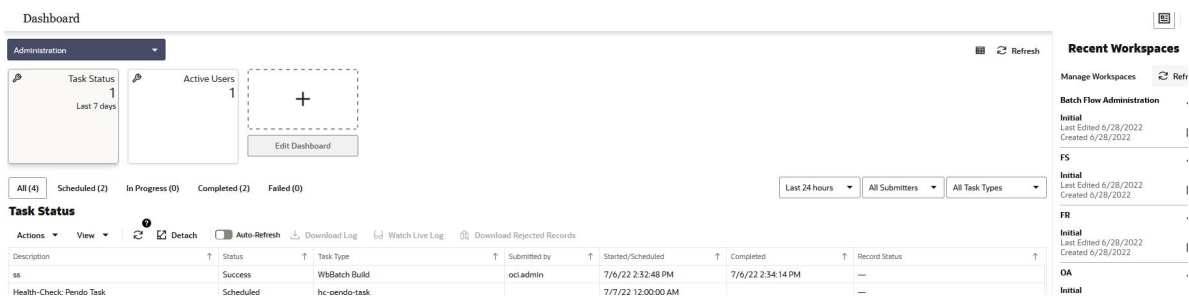 Dashboard
Administration
Refresh
Task Status
1
Last 7 days
Active Users
1
+
Edit Dashboard
All (4) Scheduled (2) In Progress (0) Completed (2) Failed (0)
Last 24 hours All Submitters All Task Types
Task Status
Actions View Detach Auto-Refresh Download Log Watch Live Log Download Rejected Records
Description Status Task Type Submitted by Started/Scheduled Completed Record Status
ss Success WbBatch Build oci.admin 7/6/22 2:32:48 PM 7/6/22 2:34:14 PM —
Health-Check: Pendo Task Scheduled hc-pendo-task 7/7/22 12:00:00 AM —
Recent Workspaces
Manage Workspaces Refr
Batch Flow Administration
Initial
Last Edited 6/28/2022
Created 6/28/2022
FS
Initial
Last Edited 6/28/2022
Created 6/28/2022
FR
Initial
Last Edited 6/28/2022
Created 6/28/2022
OA
Initial